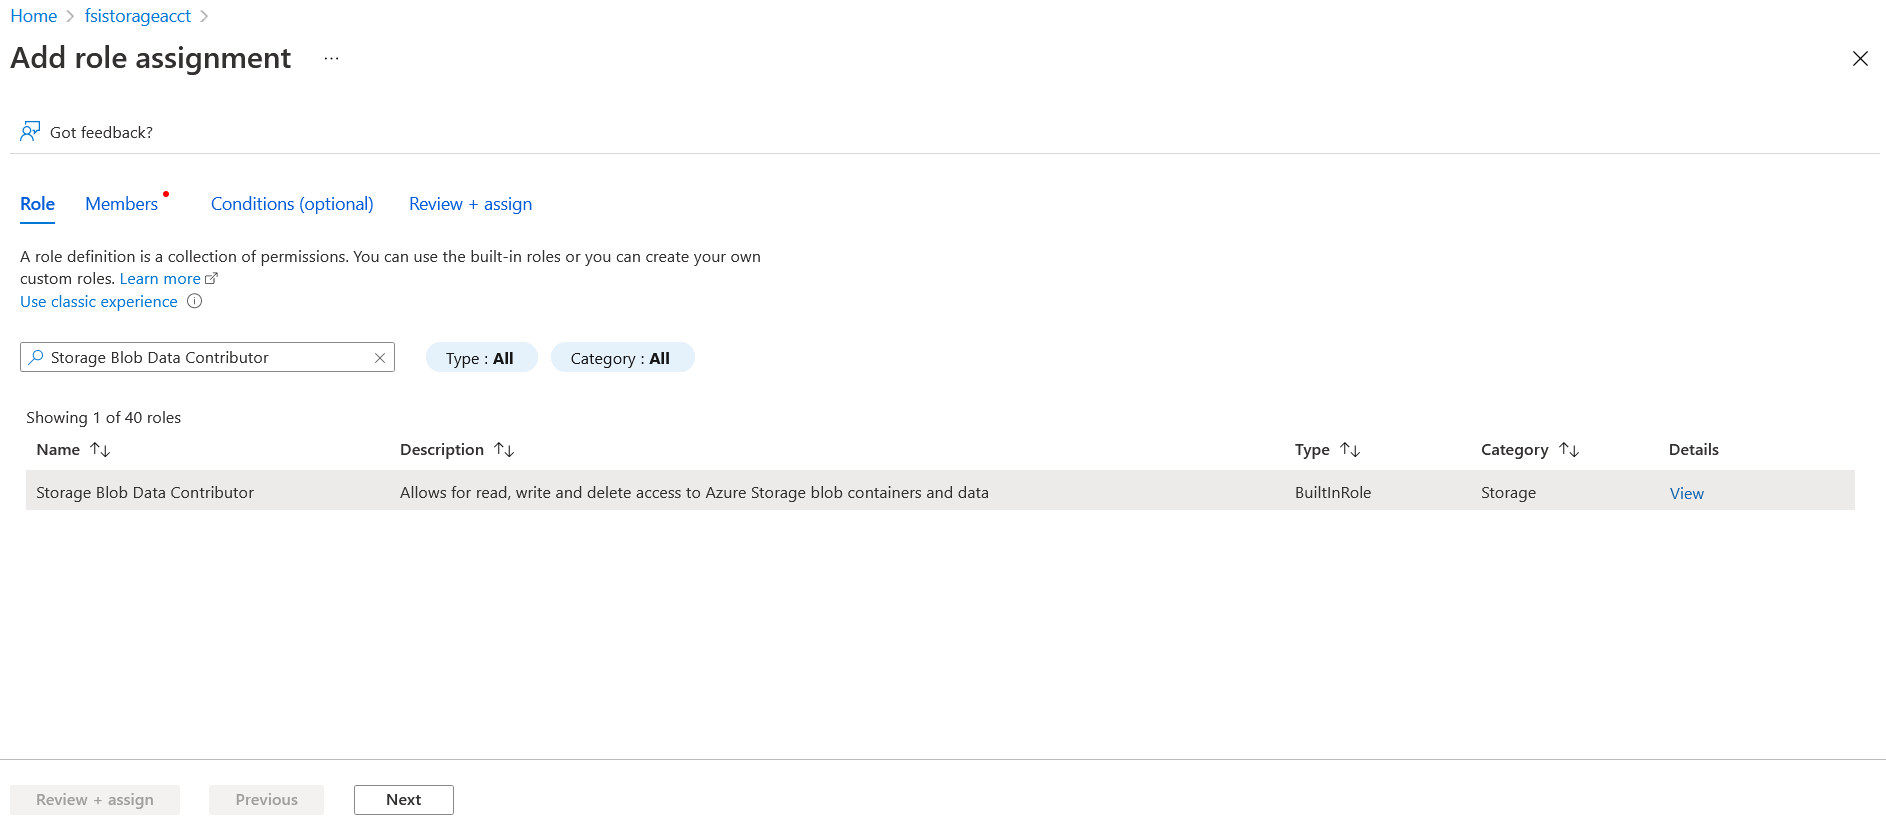 Home > fsistorageacct >
Add role assignment ...
Got feedback?
Role Members Conditions (optional) Review + assign
A role definition is a collection of permissions. You can use the built-in roles or you can create your own
custom roles. Learn more
Use classic experience
Storage Blob Data Contributor Type : All Category : All
Showing 1 of 40 roles
Name ↑↓ Description ↑↓ Type ↑↓ Category ↑↓ Details
Storage Blob Data Contributor Allows for read, write and delete access to Azure Storage blob containers and data BuiltInRole Storage View
Review + assign Previous Next